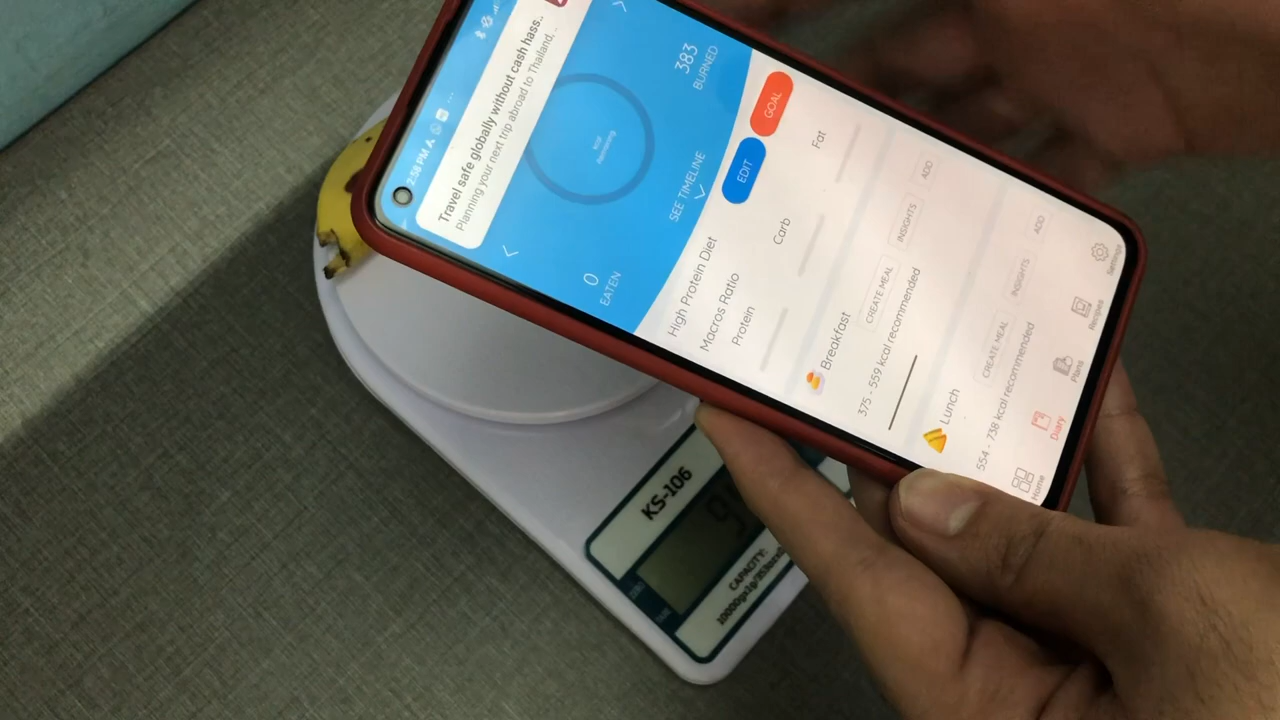 2:58 PM
Travel safe globally without cash hass..
Planning your next trip abroad to Thailand, ..
0
EATEN
383
BURNED
SEE TIMELINE
High Protein Diet
EDIT
GOAL
Macros Ratio
Protein
Carb
Fat
Breakfast
CREATE MEAL
INSIGHTS
ADD
375 - 559 kcal recommended
Lunch
CREATE MEAL
INSIGHTS
ADD
554 - 738 kcal recommended
Home
Diary
Plans
Recipes
Settings
KS-106
CAPACITY: